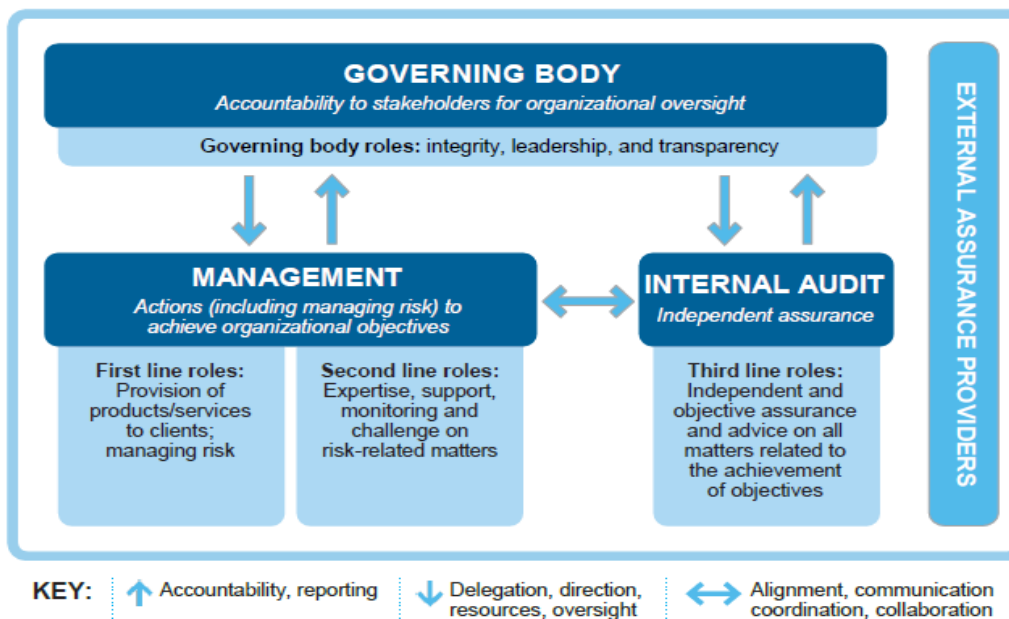 GOVERNING BODY
Accountability to stakeholders for organizational oversight
Governing body roles: integrity, leadership, and transparency
MANAGEMENT
Actions (including managing risk) to
achieve organizational objectives
First line roles:
Provision of
products/services
to clients;
managing risk
Second line roles:
Expertise, support,
monitoring and
challenge on
risk-related matters
INTERNAL AUDIT
Independent assurance
Third line roles:
Independent and
objective assurance
and advice on all
matters related to
the achievement
of objectives
EXTERNAL ASSURANCE PROVIDERS
KEY:
Accountability, reporting
Delegation, direction,
resources, oversight
Alignment, communication
coordination, collaboration